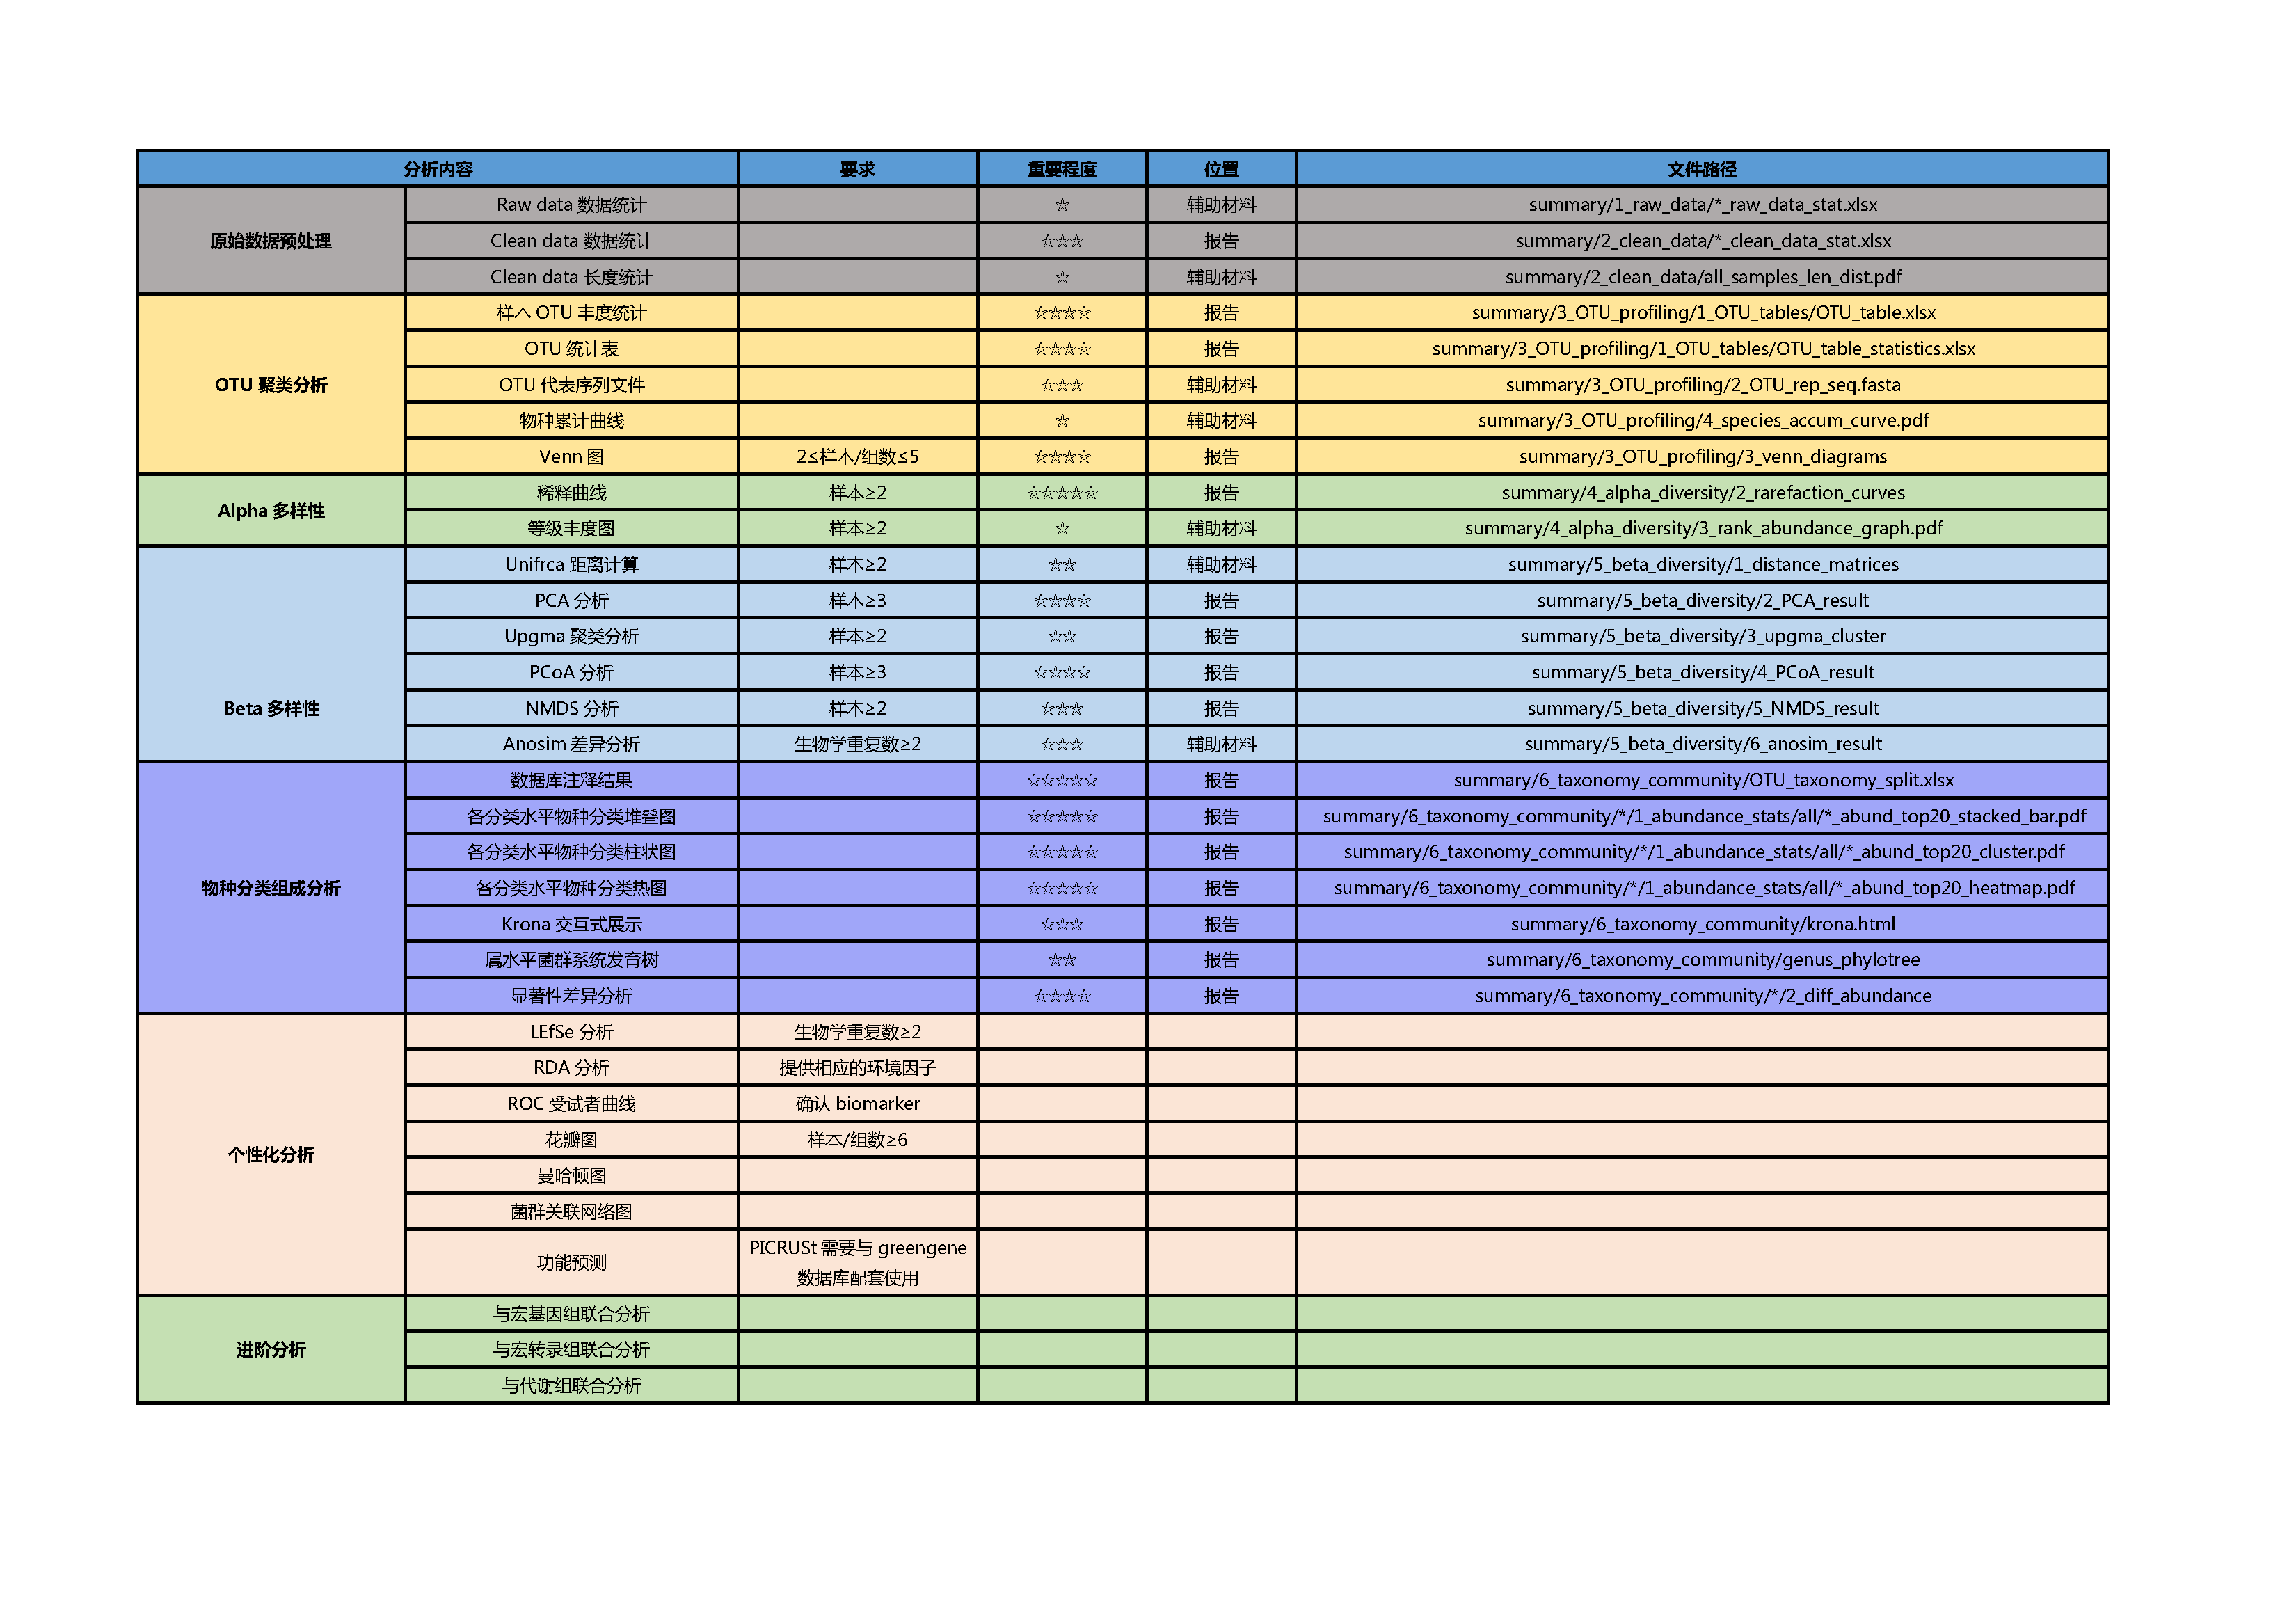 分析内容 要求 重要程度 位置 文件路径
原始数据预处理
Raw data 数据统计 ☆ 辅助材料 summary/1_raw_data/*_raw_data_stat.xlsx
Clean data 数据统计 ☆☆☆ 报告 summary/2_clean_data/*_clean_data_stat.xlsx
Clean data 长度统计 ☆ 辅助材料 summary/2_clean_data/all_samples_len_dist.pdf
OTU 聚类分析
样本 OTU 丰度统计 ☆☆☆☆ 报告 summary/3_OTU_profiling/1_OTU_tables/OTU_table.xlsx
OTU 统计表 ☆☆☆☆ 报告 summary/3_OTU_profiling/1_OTU_tables/OTU_table_statistics.xlsx
OTU 代表序列文件 ☆☆☆ 辅助材料 summary/3_OTU_profiling/2_OTU_rep_seq.fasta
物种累计曲线 ☆ 辅助材料 summary/3_OTU_profiling/4_species_accum_curve.pdf
Venn 图 2≤样本/组数≤5 ☆☆☆☆ 报告 summary/3_OTU_profiling/3_venn_diagrams
Alpha 多样性
稀释曲线 样本≥2 ☆☆☆☆☆ 报告 summary/4_alpha_diversity/2_rarefaction_curves
等级丰度图 样本≥2 ☆ 辅助材料 summary/4_alpha_diversity/3_rank_abundance_graph.pdf
Beta 多样性
Unifrca 距离计算 样本≥2 ☆☆ 辅助材料 summary/5_beta_diversity/1_distance_matrices
PCA 分析 样本≥3 ☆☆☆☆ 报告 summary/5_beta_diversity/2_PCA_result
Upgma 聚类分析 样本≥2 ☆☆ 报告 summary/5_beta_diversity/3_upgma_cluster
PCoA 分析 样本≥3 ☆☆☆☆ 报告 summary/5_beta_diversity/4_PCoA_result
NMDS 分析 样本≥2 ☆☆☆ 报告 summary/5_beta_diversity/5_NMDS_result
Anosim 差异分析 生物学重复数≥2 ☆☆☆ 辅助材料 summary/5_beta_diversity/6_anosim_result
物种分类组成分析
数据库注释结果 ☆☆☆☆☆ 报告 summary/6_taxonomy_community/OTU_taxonomy_split.xlsx
各分类水平物种分类堆叠图 ☆☆☆☆☆ 报告 summary/6_taxonomy_community/*/1_abundance_stats/all/*_abund_top20_stacked_bar.pdf
各分类水平物种分类柱状图 ☆☆☆☆☆ 报告 summary/6_taxonomy_community/*/1_abundance_stats/all/*_abund_top20_cluster.pdf
各分类水平物种分类热图 ☆☆☆☆☆ 报告 summary/6_taxonomy_community/*/1_abundance_stats/all/*_abund_top20_heatmap.pdf
Krona 交互式展示 ☆☆☆ 报告 summary/6_taxonomy_community/krona.html
属水平菌群系统发育树 ☆☆ 报告 summary/6_taxonomy_community/genus_phylotree
显著性差异分析 ☆☆☆☆ 报告 summary/6_taxonomy_community/*/2_diff_abundance
个性化分析
LEfSe 分析 生物学重复数≥2
RDA 分析 提供相应的环境因子
ROC 受试者曲线 确认 biomarker
花瓣图 样本/组数≥6
曼哈顿图
菌群关联网络图
功能预测 PICRUSt 需要与 greengene
数据库配套使用
进阶分析
与宏基因组联合分析
与宏转录组联合分析
与代谢组联合分析